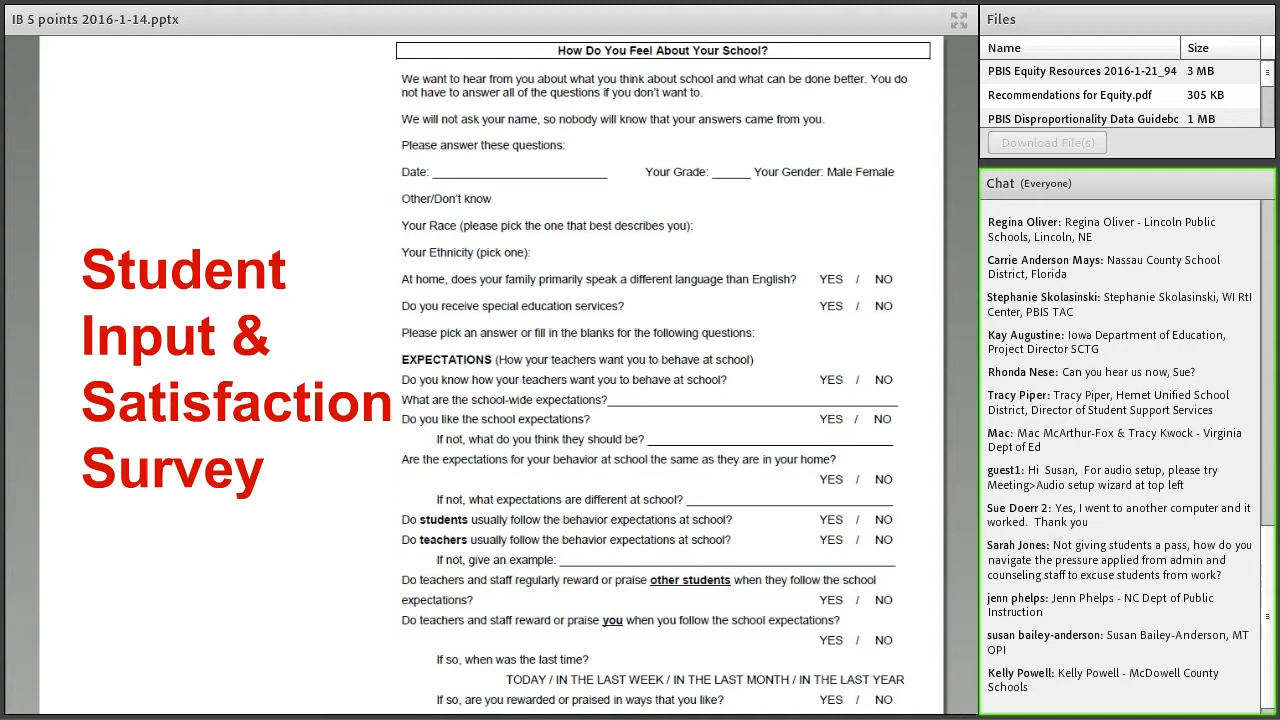 IB 5 points 2016-1-14.pptx
Student
Input &
Satisfaction
Survey
How Do You Feel About Your School?
We want to hear from you about what you think about school and what can be done better. You do
not have to answer all of the questions if you don't want to.
We will not ask your name, so nobody will know that your answers came from you.
Please answer these questions:
Date: ____________________ Your Grade: ______ Your Gender: Male Female
Other/Don't know
Your Race (please pick the one that best describes you):
Your Ethnicity (pick one):
At home, does your family primarily speak a different language than English? YES / NO
Do you receive special education services? YES / NO
Please pick an answer or fill in the blanks for the following questions:
EXPECTATIONS (How your teachers want you to behave at school)
Do you know how your teachers want you to behave at school? YES / NO
What are the school-wide expectations?____________________
Do you like the school expectations? YES / NO
If not, what do you think they should be? ____________________
Are the expectations for your behavior at school the same as they are in your home?
YES / NO
If not, what expectations are different at school? ____________________
Do students usually follow the behavior expectations at school? YES / NO
Do teachers usually follow the behavior expectations at school? YES / NO
If not, give an example: ____________________
Do teachers and staff regularly reward or praise other students when they follow the school
expectations? YES / NO
Do teachers and staff reward or praise you when you follow the school expectations?
YES / NO
If so, when was the last time?
TODAY / IN THE LAST WEEK / IN THE LAST MONTH / IN THE LAST YEAR
If so, are you rewarded or praised in ways that you like? YES / NO
Files
Name Size
PBIS Equity Resources 2016-1-21_94 3 MB
Recommendations for Equity.pdf 305 KB
PBIS Disproportionality Data Guidebc 1 MB
Download File(s)
Chat (Everyone)
Regina Oliver: Regina Oliver - Lincoln Public
Schools, Lincoln, NE
Carrie Anderson Mays: Nassau County School
District, Florida
Stephanie Skolasinski: Stephanie Skolasinski, WI RtI
Center, PBIS TAC
Kay Augustine: Iowa Department of Education,
Project Director SCTG
Rhonda Nese: Can you hear us now, Sue?
Tracy Piper: Tracy Piper, Hemet Unified School
District, Director of Student Support Services
Mac: Mac McArthur-Fox & Tracy Kwock - Virginia
Dept of Ed
guest1: Hi Susan, For audio setup, please try
Meeting>Audio setup wizard at top left
Sue Doerr 2: Yes, I went to another computer and it
worked. Thank you
Sarah Jones: Not giving students a pass, how do you
navigate the pressure applied from admin and
counseling staff to excuse students from work?
jenn phelps: Jenn Phelps - NC Dept of Public
Instruction
susan bailey-anderson: Susan Bailey-Anderson, MT
OPI
Kelly Powell: Kelly Powell - McDowell County
Schools